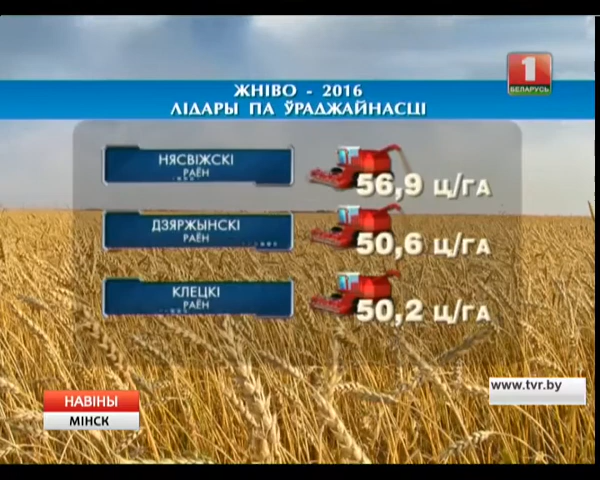 ЖНІВО - 2016
ЛІДАРЫ ПА ЎРАДЖАЙНАСЦІ
1
БЕЛАРУСЬ
НЯСВІЖСКІ
РАЁН
56,9 Ц/ГА
ДЗЯРЖЫНСКІ
РАЁН
50,6 Ц/ГА
КЛЕЦКІ
РАЁН
50,2 Ц/ГА
www.tvr.by
НАВІНЫ
МІНСК